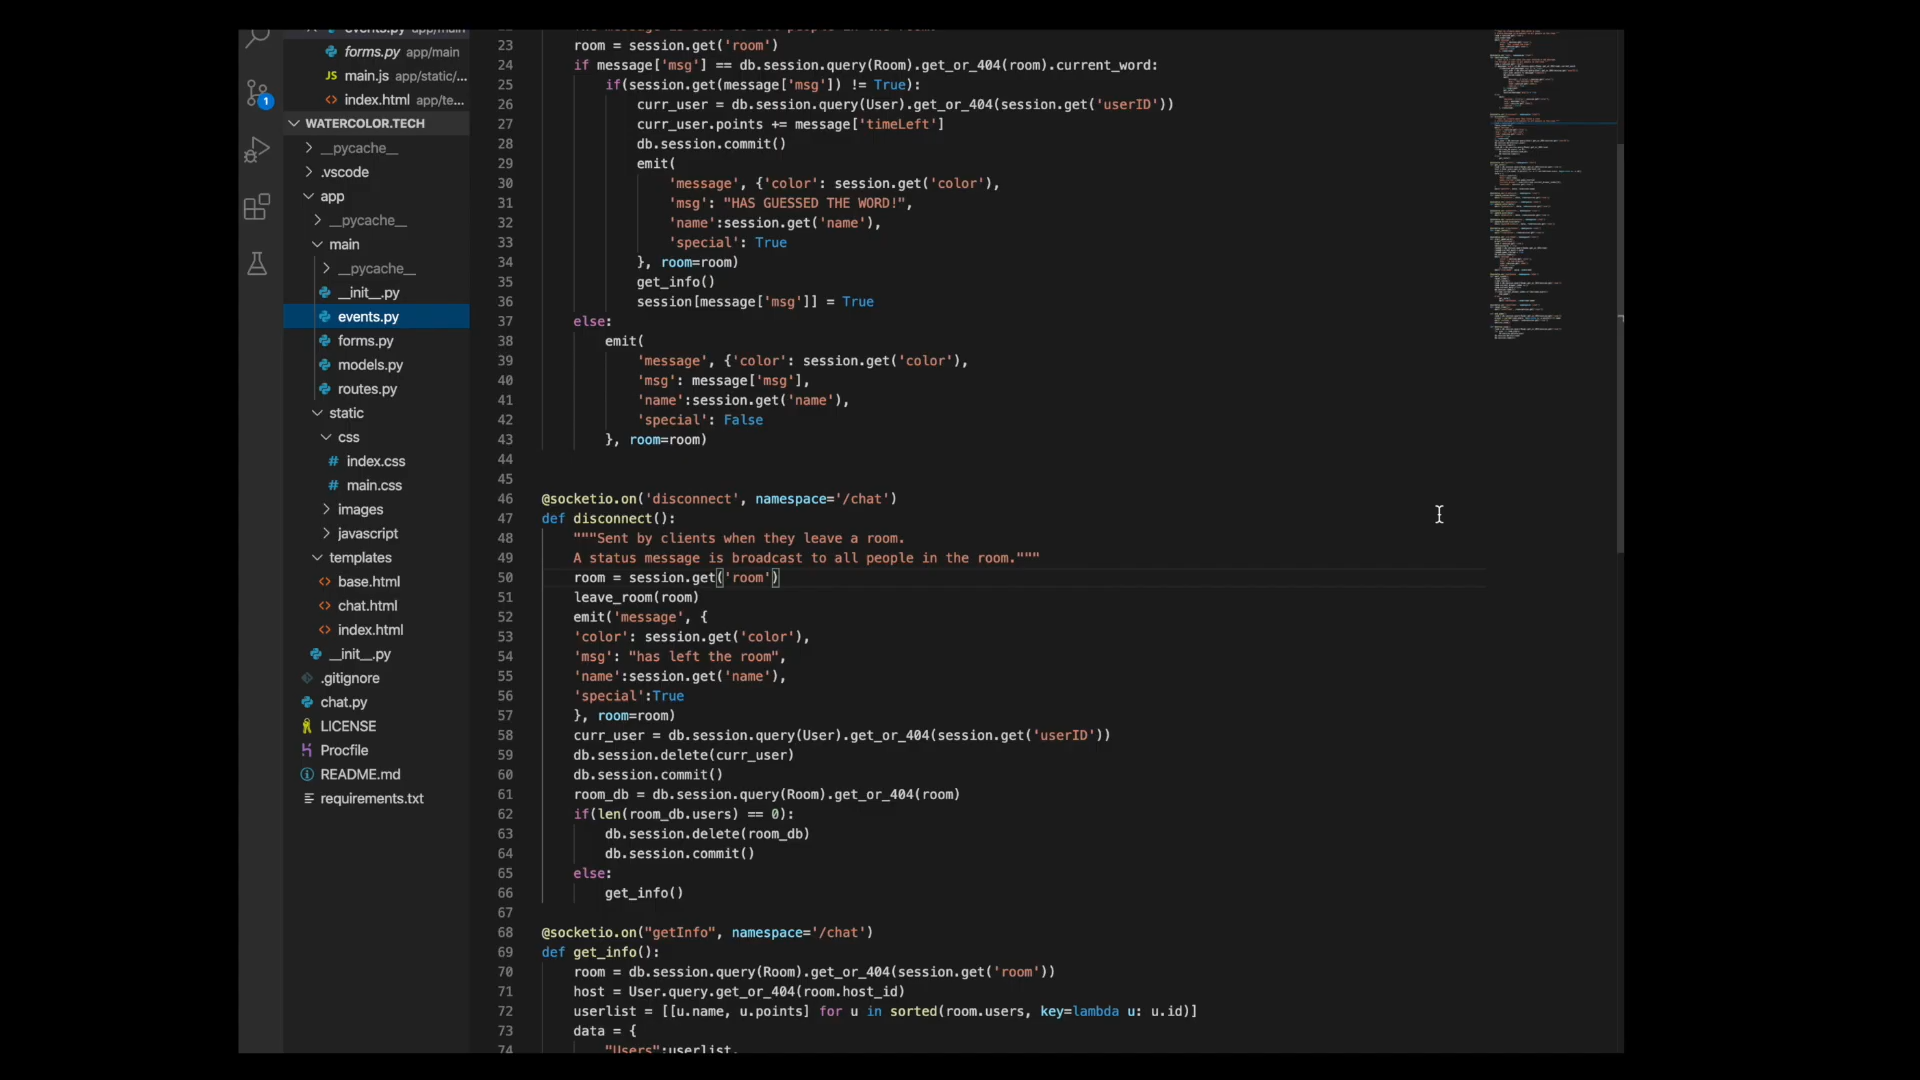 events.py app/main
forms.py app/main
JS main.js app/static/...
<> index.html app/te...
WATERCOLOR.TECH
__pycache__
.vscode
app
__pycache__
main
__pycache__
__init__.py
events.py
forms.py
models.py
routes.py
static
css
# index.css
# main.css
images
javascript
templates
<> base.html
<> chat.html
<> index.html
__init__.py
.gitignore
chat.py
LICENSE
Procfile
README.md
requirements.txt
1
23 room = session.get('room')
24 if message['msg'] == db.session.query(Room).get_or_404(room).current_word:
25 if(session.get(message['msg']) != True):
26 curr_user = db.session.query(User).get_or_404(session.get('userID'))
27 curr_user.points += message['timeLeft']
28 db.session.commit()
29 emit(
30 'message', {'color': session.get('color'),
31 'msg': "HAS GUESSED THE WORD!",
32 'name':session.get('name'),
33 'special': True
34 }, room=room)
35 get_info()
36 session[message['msg']] = True
37 else:
38 emit(
39 'message', {'color': session.get('color'),
40 'msg': message['msg'],
41 'name':session.get('name'),
42 'special': False
43 }, room=room)
44
45
46 @socketio.on('disconnect', namespace='/chat')
47 def disconnect():
48 """Sent by clients when they leave a room.
49 A status message is broadcast to all people in the room."""
50 room = session.get('room')
51 leave_room(room)
52 emit('message', {
53 'color': session.get('color'),
54 'msg': "has left the room",
55 'name':session.get('name'),
56 'special':True
57 }, room=room)
58 curr_user = db.session.query(User).get_or_404(session.get('userID'))
59 db.session.delete(curr_user)
60 db.session.commit()
61 room_db = db.session.query(Room).get_or_404(room)
62 if(len(room_db.users) == 0):
63 db.session.delete(room_db)
64 db.session.commit()
65 else:
66 get_info()
67
68 @socketio.on("getInfo", namespace='/chat')
69 def get_info():
70 room = db.session.query(Room).get_or_404(session.get('room'))
71 host = User.query.get_or_404(room.host_id)
72 userlist = [[u.name, u.points] for u in sorted(room.users, key=lambda u: u.id)]
73 data = {
74 "Users":userlist,